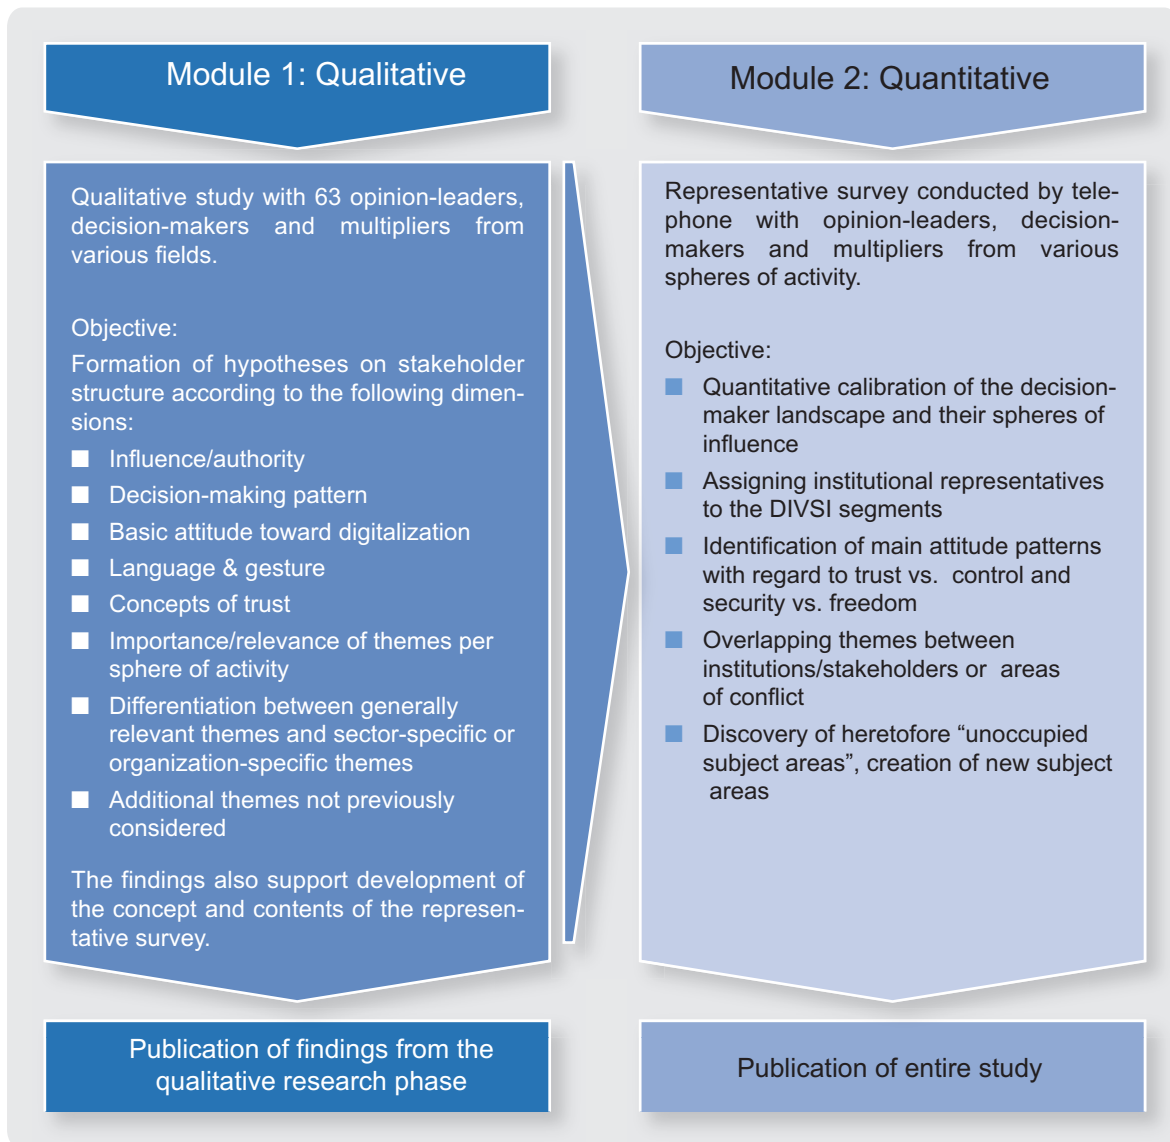 Module 1: Qualitative
Qualitative study with 63 opinion-leaders,
decision-makers and multipliers from
various fields.
Objective:
Formation of hypotheses on stakeholder
structure according to the following dimen-
sions:
■ Influence/authority
■ Decision-making pattern
■ Basic attitude toward digitalization
■ Language & gesture
■ Concepts of trust
■ Importance/relevance of themes per
sphere of activity
■ Differentiation between generally
relevant themes and sector-specific or
organization-specific themes
■ Additional themes not previously
considered
The findings also support development of
the concept and contents of the represen-
tative survey.
Publication of findings from the
qualitative research phase
Module 2: Quantitative
Representative survey conducted by tele-
phone with opinion-leaders, decision-
makers and multipliers from various
spheres of activity.
Objective:
■ Quantitative calibration of the decision-
maker landscape and their spheres of
influence
■ Assigning institutional representatives
to the DIVSI segments
■ Identification of main attitude patterns
with regard to trust vs. control and
security vs. freedom
■ Overlapping themes between
institutions/stakeholders or areas
of conflict
■ Discovery of heretofore “unoccupied
subject areas”, creation of new subject
areas
Publication of entire study